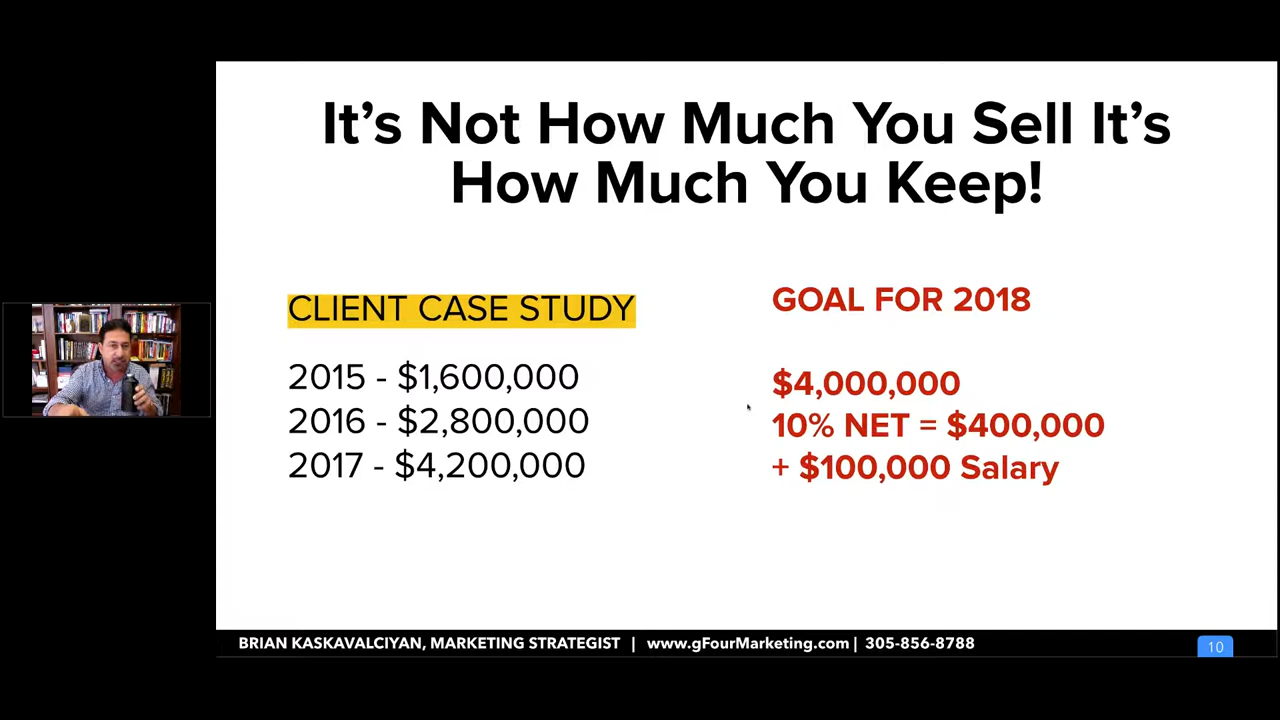 It's Not How Much You Sell It's
How Much You Keep!
CLIENT CASE STUDY
2015 - $1,600,000
2016 - $2,800,000
2017 - $4,200,000
GOAL FOR 2018
$4,000,000
10% NET = $400,000
+ $100,000 Salary
BRIAN KASKAVALCIYAN, MARKETING STRATEGIST | www.gFourMarketing.com | 305-856-8788
10